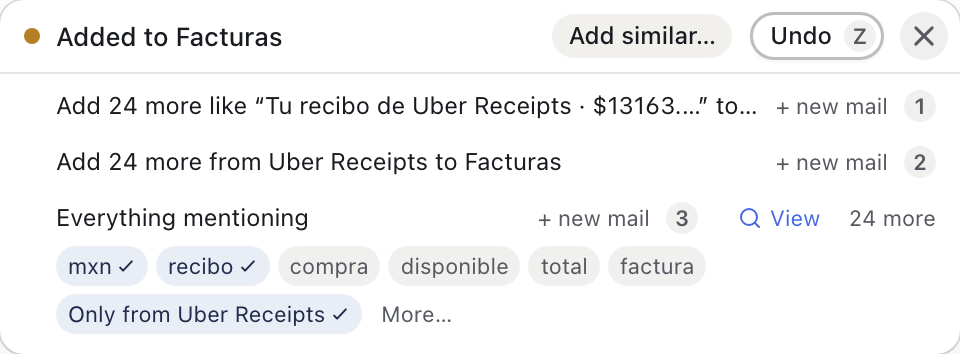 Added to Facturas Add similar... Undo Z
Add 24 more like “Tu recibo de Uber Receipts · $13163....” to... + new mail 1
Add 24 more from Uber Receipts to Facturas + new mail 2
Everything mentioning + new mail 3 View 24 more
mxn ✓ recibo ✓ compra disponible total factura
Only from Uber Receipts ✓ More...